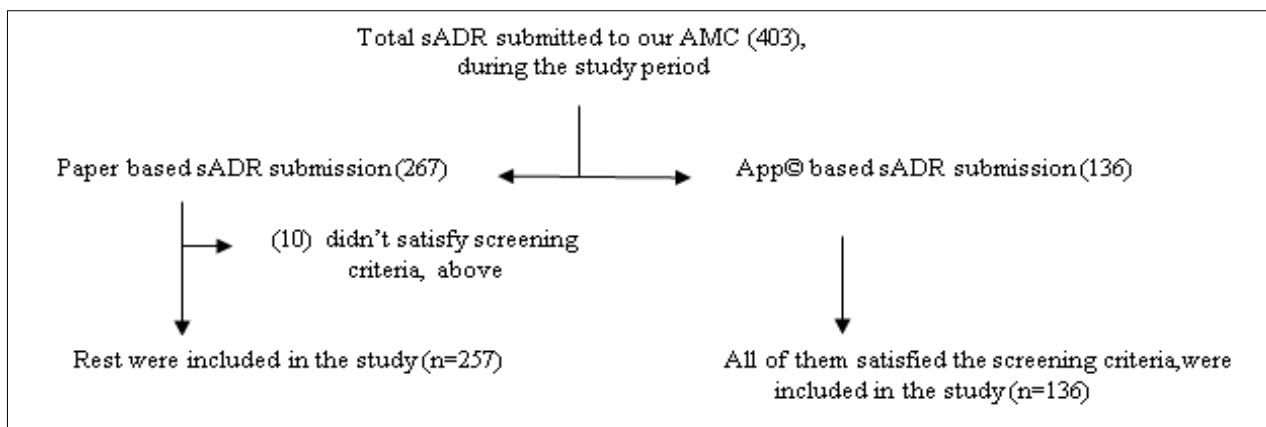 Total sADR submitted to our AMC (403),
during the study period
Paper based sADR submission (267)
App© based sADR submission (136)
(10) didn't satisfy screening
criteria, above
Rest were included in the study (n=257)
All of them satisfied the screening criteria,were
included in the study (n=136)